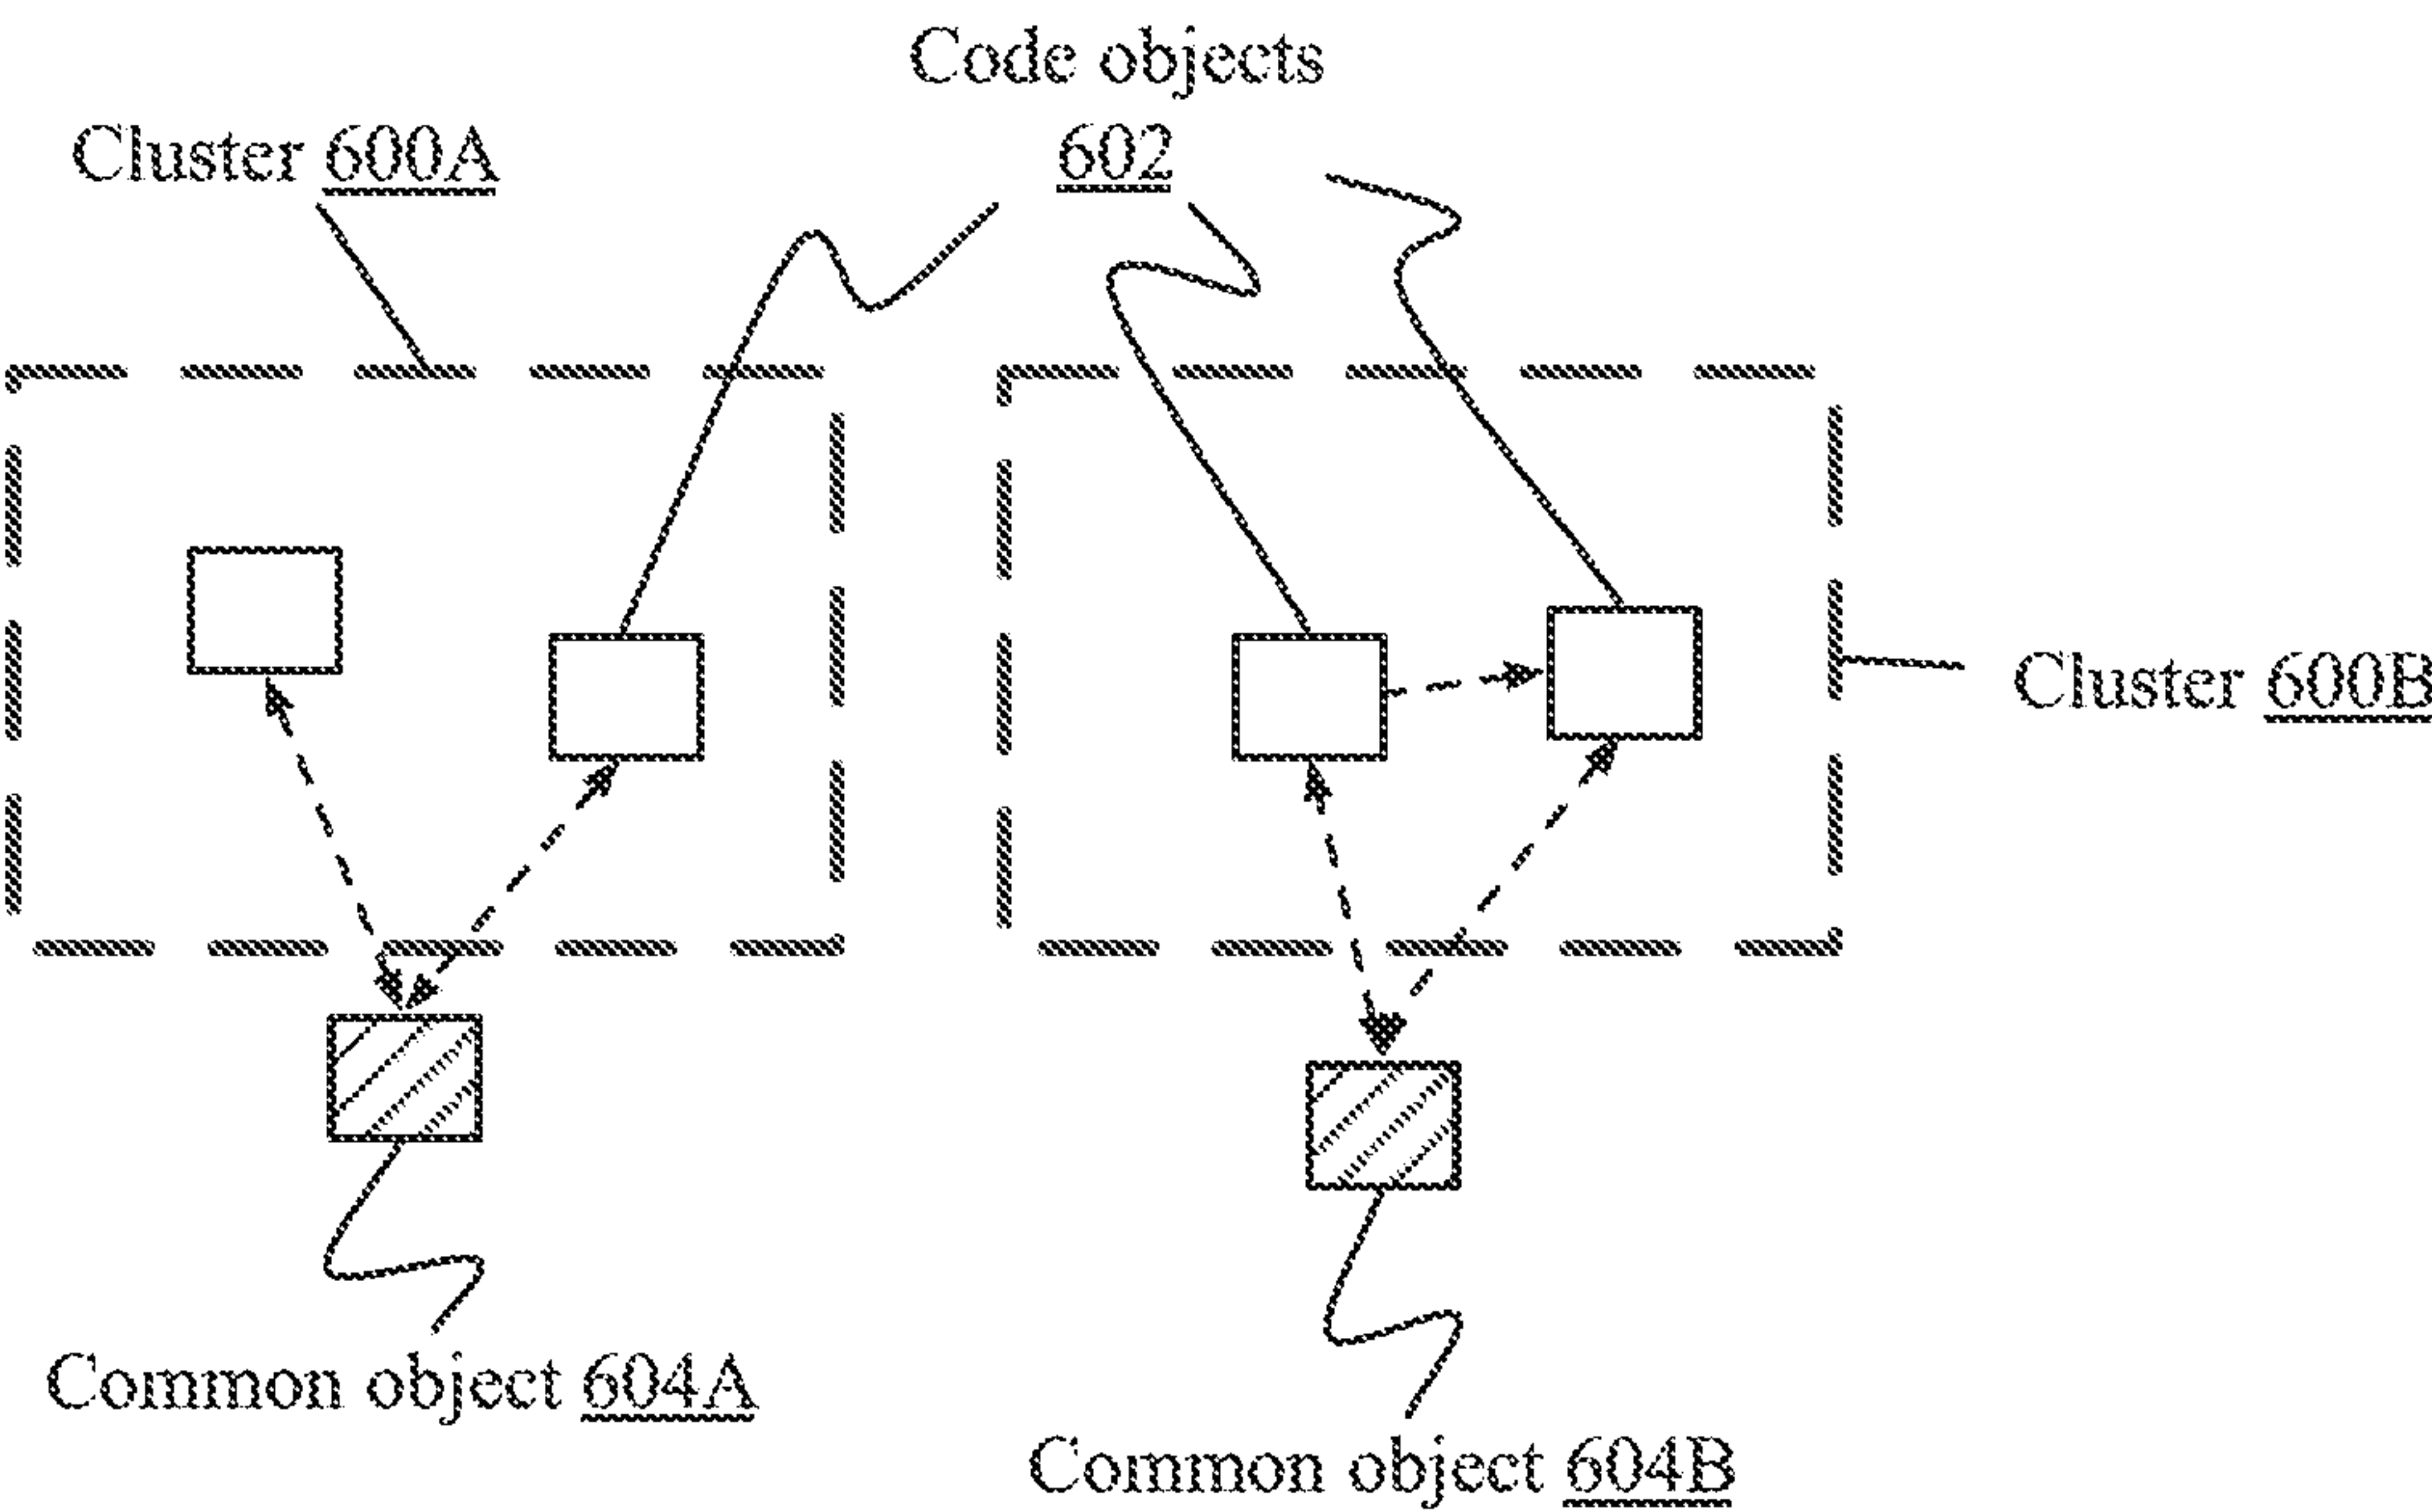 Code objects
602
Cluster 600A
Cluster 600B
Common object 604A
Common object 604B